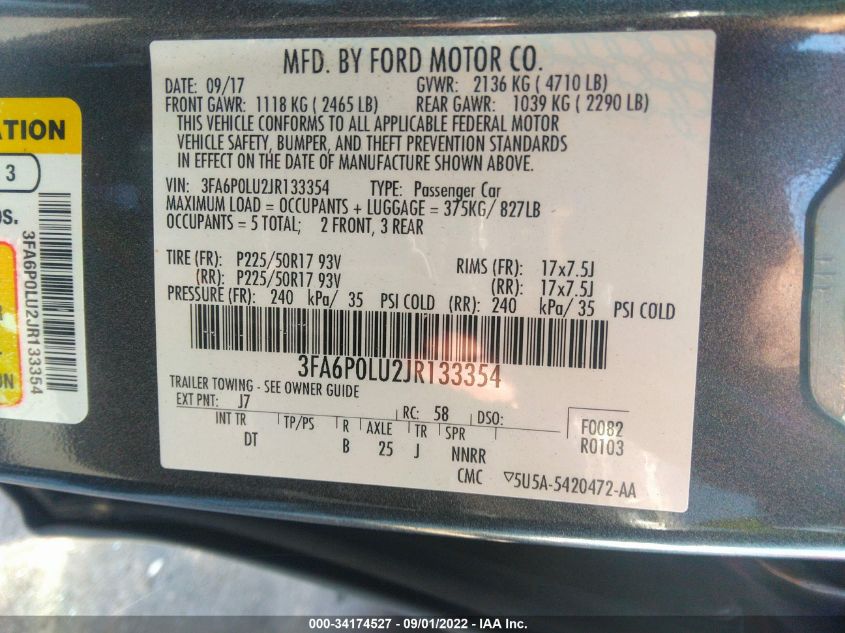 MFD. BY FORD MOTOR CO.
DATE: 09/17 GVWR: 2136 KG ( 4710 LB)
FRONT GAWR: 1118 KG ( 2465 LB) REAR GAWR: 1039 KG ( 2290 LB)
THIS VEHICLE CONFORMS TO ALL APPLICABLE FEDERAL MOTOR
VEHICLE SAFETY, BUMPER, AND THEFT PREVENTION STANDARDS
IN EFFECT ON THE DATE OF MANUFACTURE SHOWN ABOVE.
VIN: 3FA6P0LU2JR133354 TYPE: Passenger Car
MAXIMUM LOAD = OCCUPANTS + LUGGAGE = 375KG/ 827LB
OCCUPANTS = 5 TOTAL; 2 FRONT, 3 REAR
TIRE (FR): P225/50R17 93V RIMS (FR): 17x7.5J
(RR): P225/50R17 93V (RR): 17x7.5J
PRESSURE (FR): 240 kPa/ 35 PSI COLD (RR): 240 kPa/ 35 PSI COLD
3FA6P0LU2JR133354
TRAILER TOWING - SEE OWNER GUIDE
EXT PNT: J7 RC: 58 DSO: F0082
INT TR TP/PS R AXLE TR SPR R0103
DT B 25 J NNRR
CMC ▽5U5A-5420472-AA
ATION
3
3FA6P0LU2JR133354
000-34174527 - 09/01/2022 - IAA Inc.